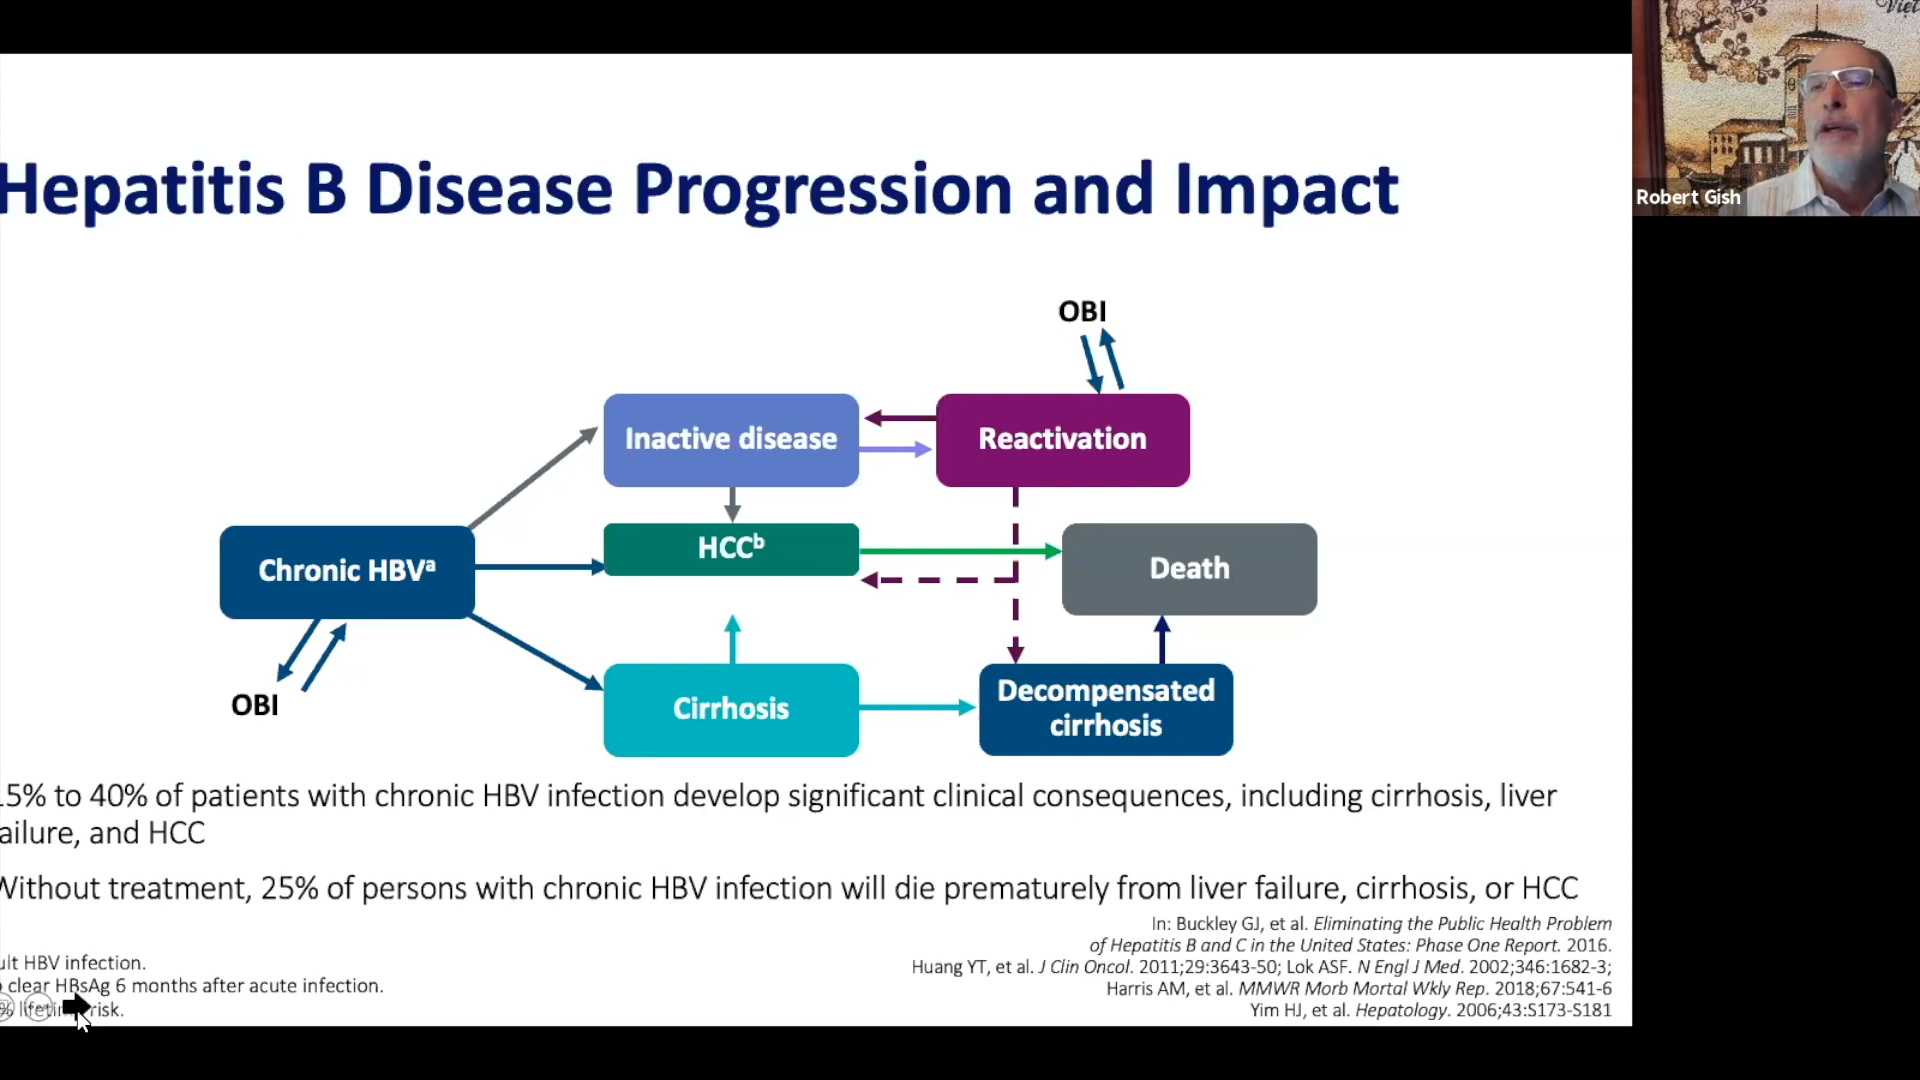 Hepatitis B Disease Progression and Impact
Robert Gish
OBI
Inactive disease
Reactivation
HCCᵇ
Chronic HBVᵃ
Death
OBI
Cirrhosis
Decompensated
cirrhosis
5% to 40% of patients with chronic HBV infection develop significant clinical consequences, including cirrhosis, liver
ailure, and HCC
Without treatment, 25% of persons with chronic HBV infection will die prematurely from liver failure, cirrhosis, or HCC
In: Buckley GJ, et al. Eliminating the Public Health Problem
of Hepatitis B and C in the United States: Phase One Report. 2016.
Huang YT, et al. J Clin Oncol. 2011;29:3643-50; Lok ASF. N Engl J Med. 2002;346:1682-3;
Harris AM, et al. MMWR Morb Mortal Wkly Rep. 2018;67:541-6
Yim HJ, et al. Hepatology. 2006;43:S173-S181
ult HBV infection.
clear HBsAg 6 months after acute infection.
% lifetime risk.